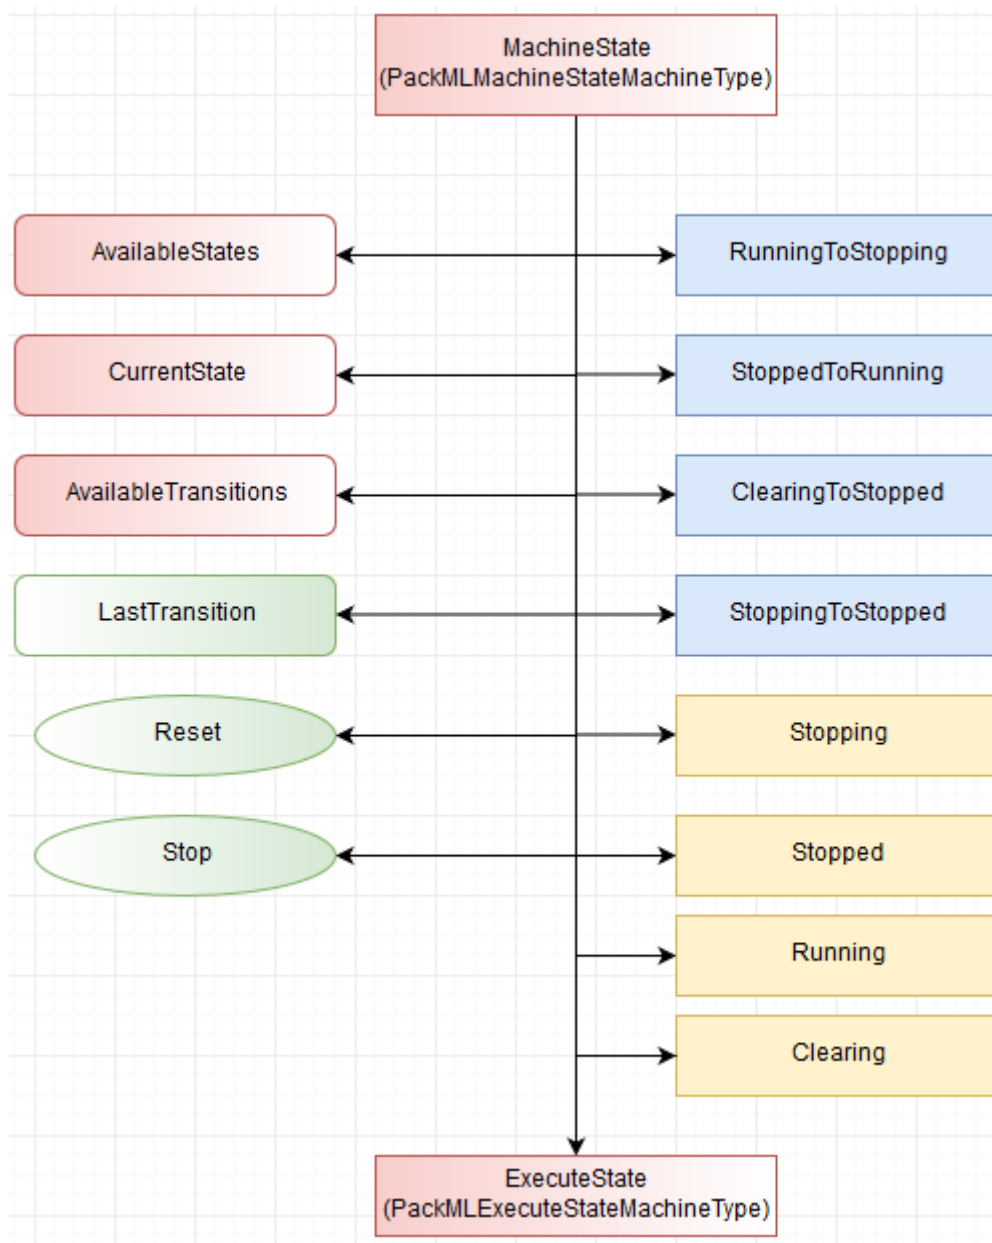 MachineState
(PackMLMachineStateMachineType)
AvailableStates
RunningToStopping
CurrentState
StoppedToRunning
AvailableTransitions
ClearingToStopped
LastTransition
StoppingToStopped
Reset
Stopping
Stop
Stopped
Running
Clearing
ExecuteState
(PackMLExecuteStateMachineType)